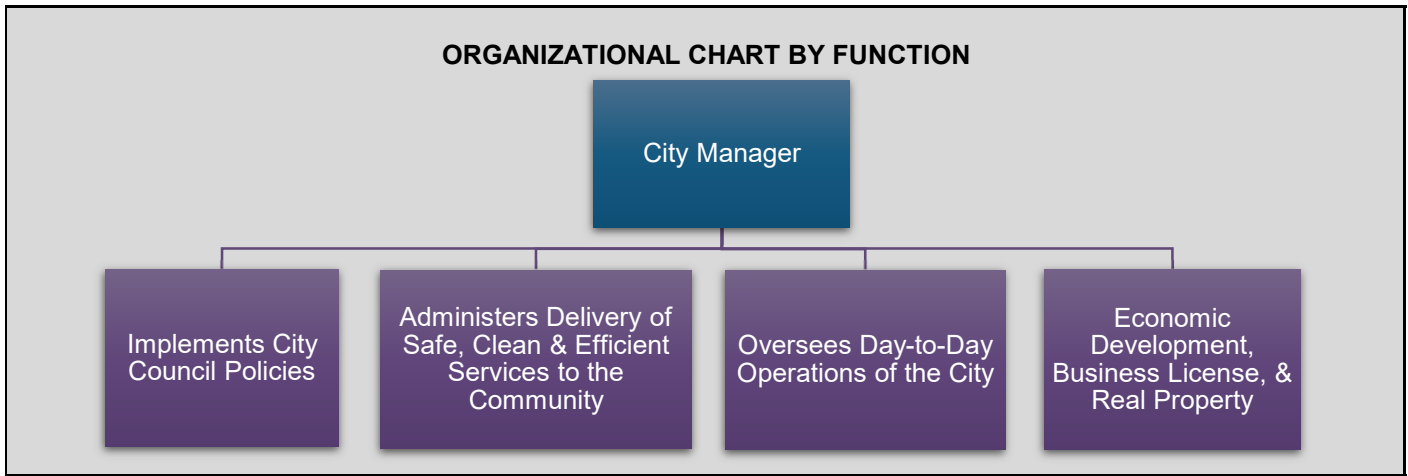 ORGANIZATIONAL CHART BY FUNCTION
City Manager
Implements City
Council Policies
Administers Delivery of
Safe, Clean & Efficient
Services to the
Community
Oversees Day-to-Day
Operations of the City
Economic
Development,
Business License, &
Real Property